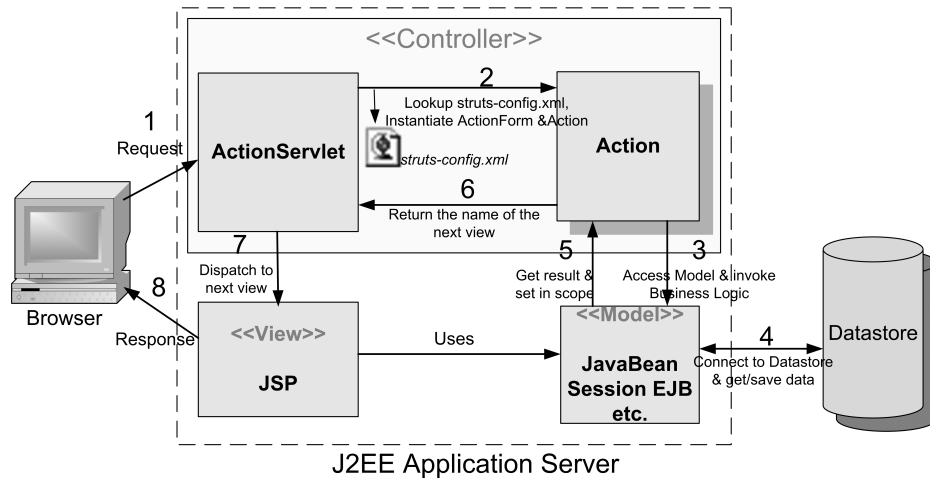 <<Controller>>
2
Lookup struts-config.xml,
Instantiate ActionForm &Action
1
Request
ActionServlet
struts-config.xml
Action
6
Return the name of the
next view
7
Dispatch to
next view
5
Get result &
set in scope
3
Access Model & invoke
Business Logic
8
Response
Browser
<<View>>
JSP
Uses
<<Model>>
JavaBean
Session EJB
etc.
4
Connect to Datastore
& get/save data
Datastore
J2EE Application Server